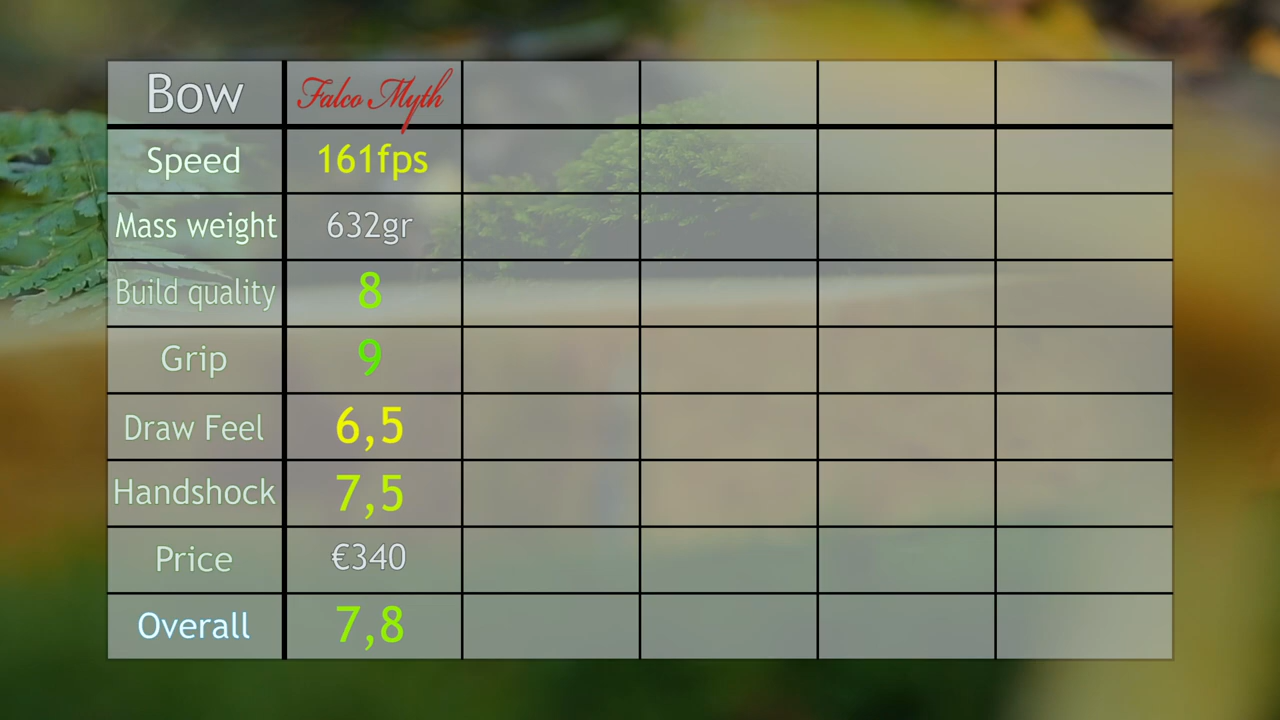 Bow Falco Myth
Speed 161fps
Mass weight 632gr
Build quality 8
Grip 9
Draw Feel 6,5
Handshock 7,5
Price €340
Overall 7,8